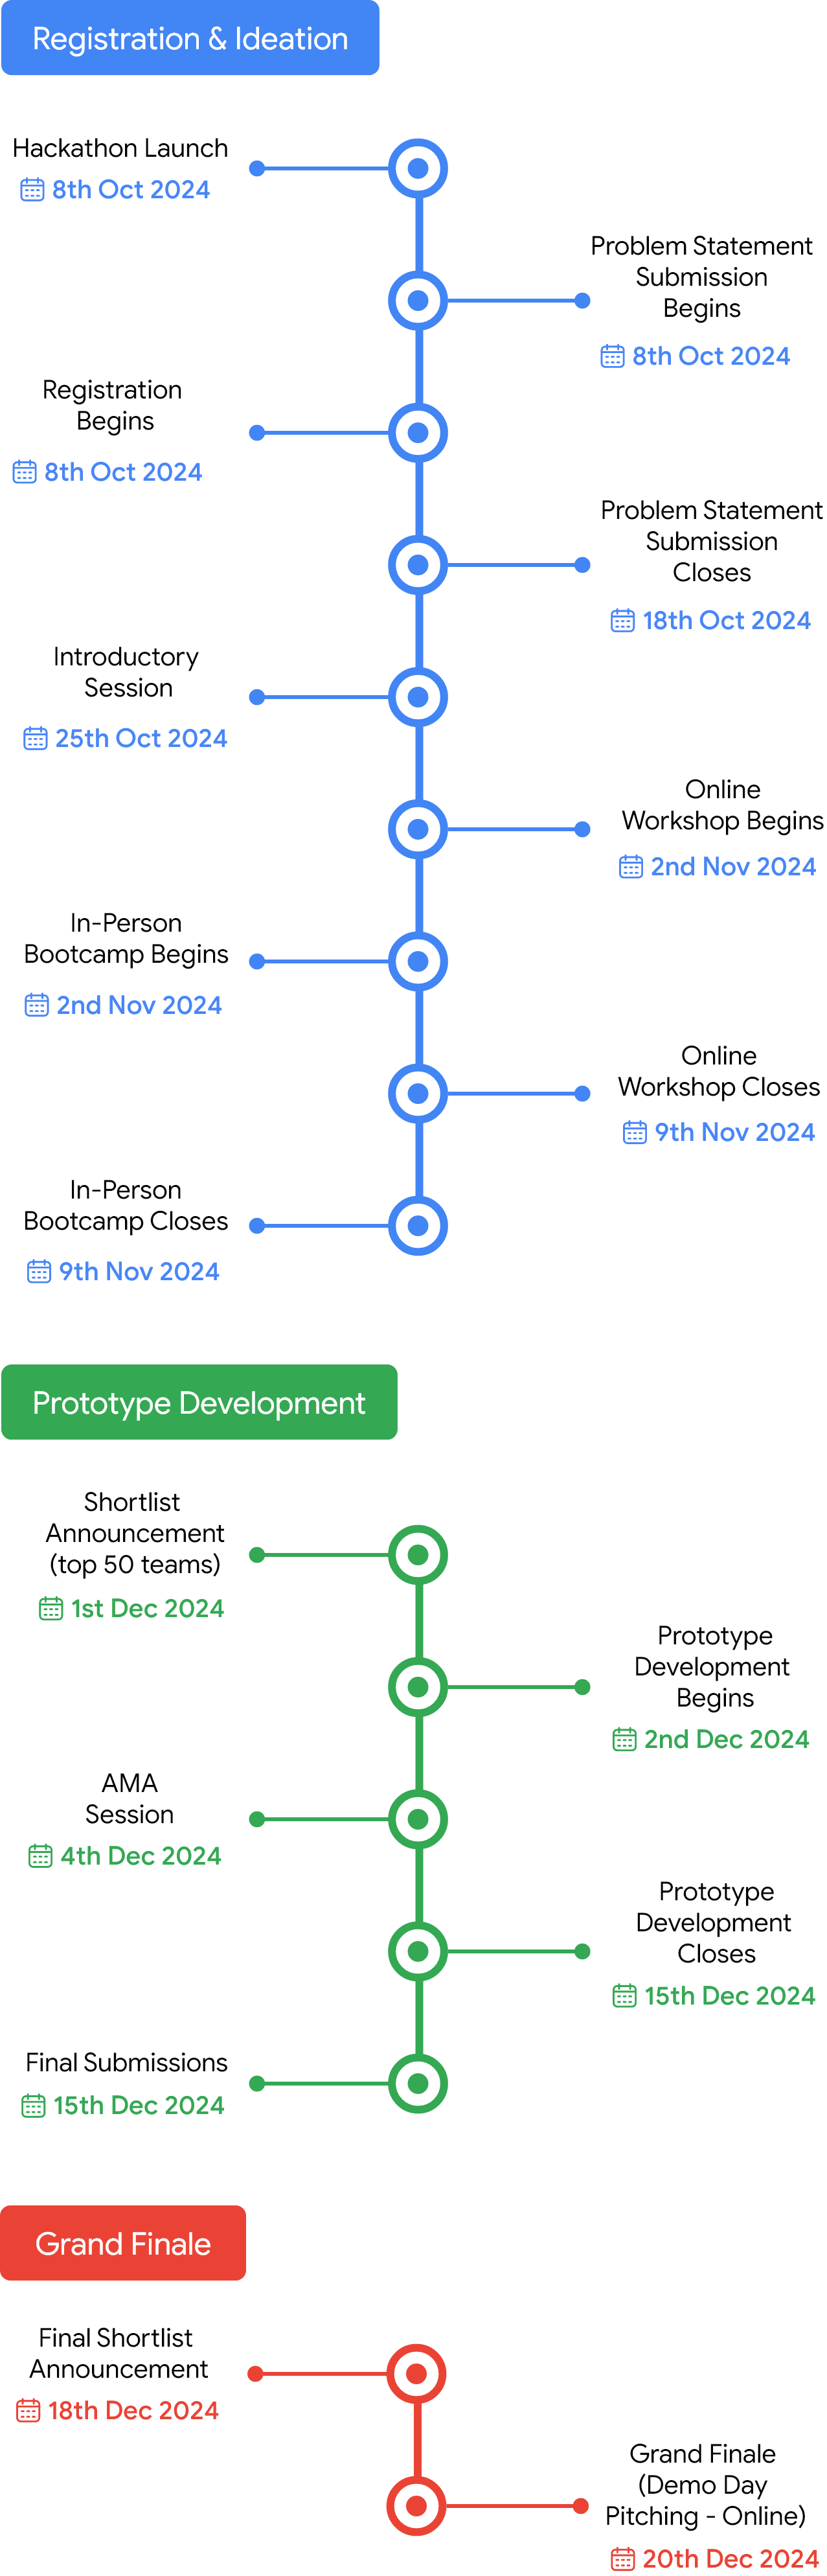 Registration & Ideation
Hackathon Launch
8th Oct 2024
Problem Statement
Submission
Begins
8th Oct 2024
Registration
Begins
8th Oct 2024
Problem Statement
Submission
Closes
18th Oct 2024
Introductory
Session
25th Oct 2024
Online
Workshop Begins
2nd Nov 2024
In-Person
Bootcamp Begins
2nd Nov 2024
Online
Workshop Closes
9th Nov 2024
In-Person
Bootcamp Closes
9th Nov 2024
Prototype Development
Shortlist
Announcement
(top 50 teams)
1st Dec 2024
Prototype
Development
Begins
2nd Dec 2024
AMA
Session
4th Dec 2024
Prototype
Development
Closes
15th Dec 2024
Final Submissions
15th Dec 2024
Grand Finale
Final Shortlist
Announcement
18th Dec 2024
Grand Finale
(Demo Day
Pitching - Online)
20th Dec 2024